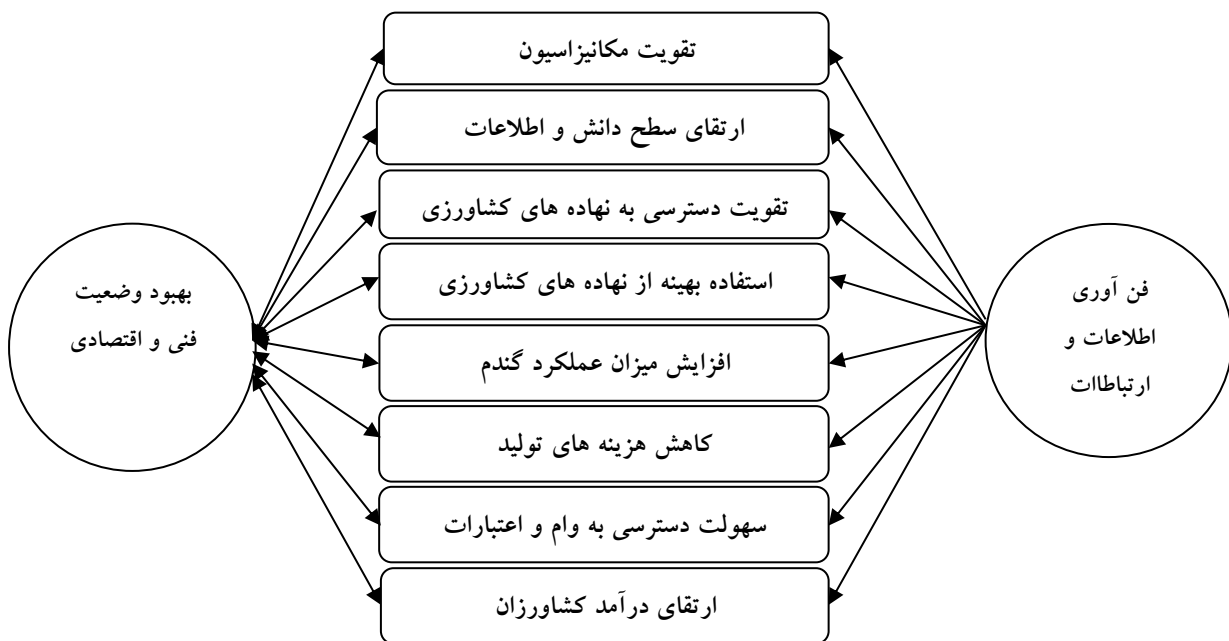 تقویت مکانیزاسیون
ارتقای سطح دانش و اطلاعات
تقویت دسترسی به نهاده های کشاورزی
استفاده بهینه از نهاده های کشاورزی
افزایش میزان عملکرد گندم
کاهش هزینه های تولید
سهولت دسترسی به وام و اعتبارات
ارتقای درآمد کشاورزان
فن آوری
اطلاعات و
ارتباطاات
بهبود وضعیت
فنی و اقتصادی